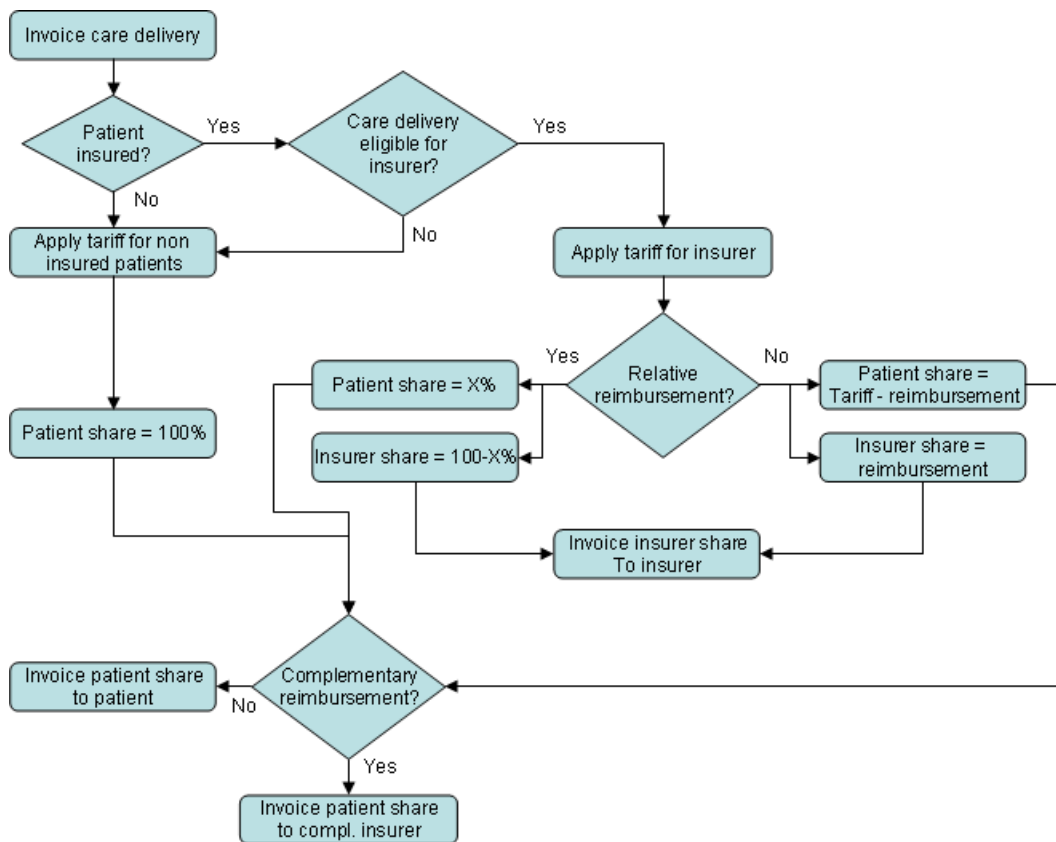 Invoice care delivery
Patient
insured?
Yes
Care delivery
eligible for
insurer?
Yes
No
No
Apply tariff for non
insured patients
Apply tariff for insurer
Relative
reimbursement?
Yes
No
Patient share = X%
Patient share =
Tariff - reimbursement
Patient share = 100%
Insurer share = 100-X%
Insurer share =
reimbursement
Invoice insurer share
To insurer
Complementary
reimbursement?
Invoice patient share
to patient
No
Yes
Invoice patient share
to compl. insurer